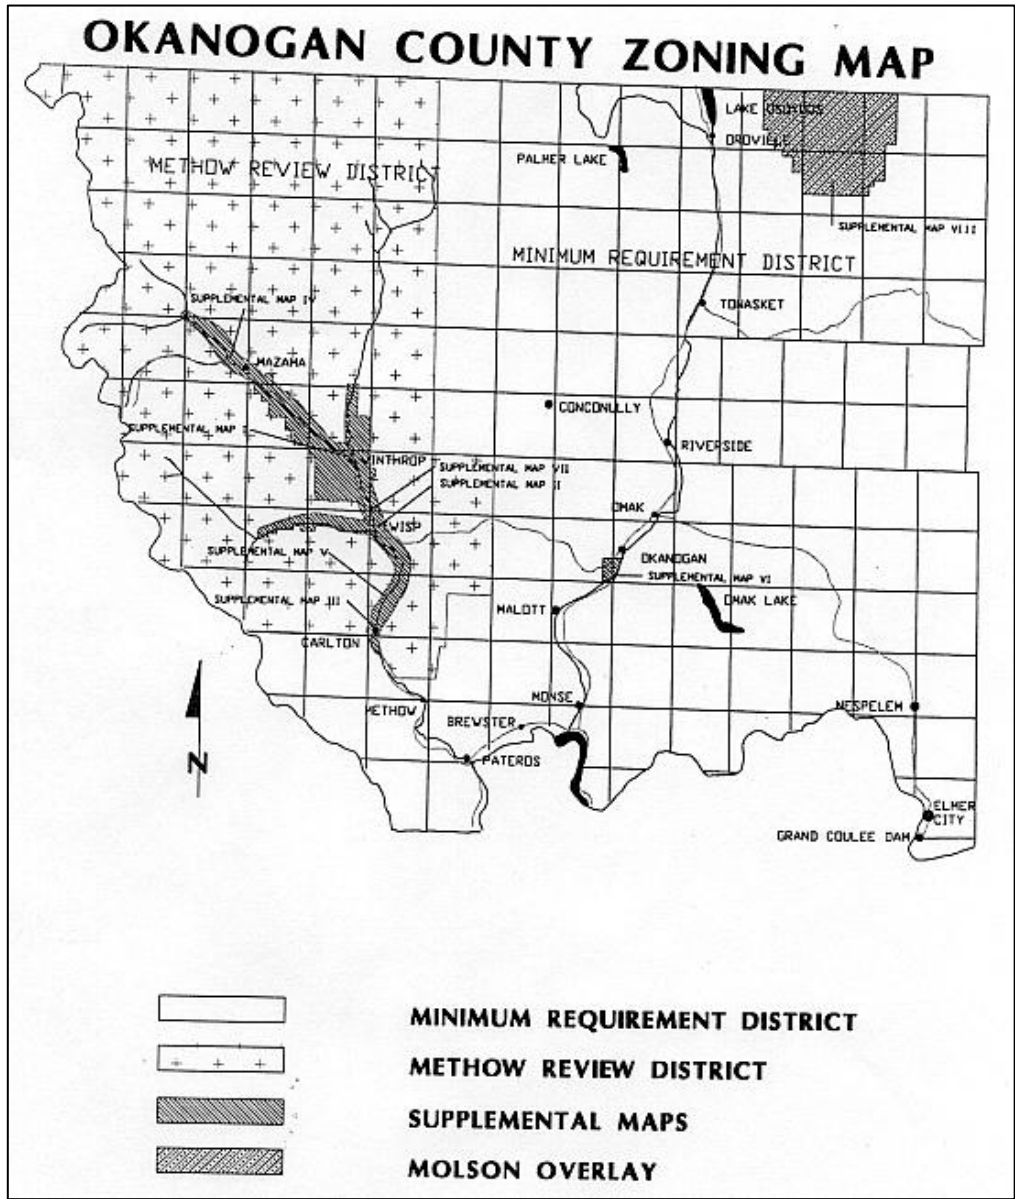 OKANOGAN COUNTY ZONING MAP
LAKE OSOYOOS
OROVILLE
PALMER LAKE
METHOW REVIEW DISTRICT
SUPPLEMENTAL MAP VIII
MINIMUM REQUIREMENT DISTRICT
SUPPLEMENTAL MAP IV
TONASKET
MAZAMA
CONCONULLY
SUPPLEMENTAL MAP I
RIVERSIDE
WINTHROP
SUPPLEMENTAL MAP VII
SUPPLEMENTAL MAP II
OMAK
TWISP
SUPPLEMENTAL MAP V
OKANOGAN
SUPPLEMENTAL MAP VI
SUPPLEMENTAL MAP III
MALOTT
OMAK LAKE
CARLTON
METHOW
MONSE
NESPELEM
BREWSTER
PATEROS
ELMER
CITY
GRAND COULEE DAM
N
MINIMUM REQUIREMENT DISTRICT
METHOW REVIEW DISTRICT
SUPPLEMENTAL MAPS
MOLSON OVERLAY